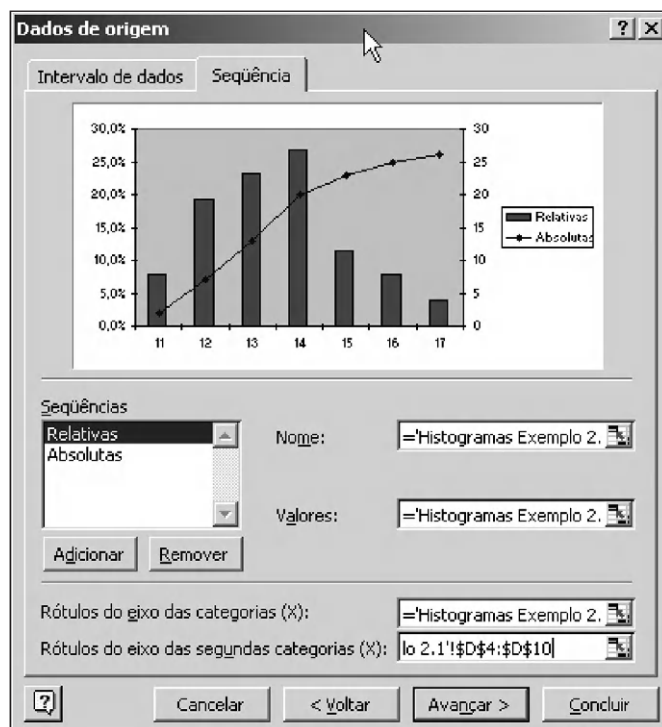 Dados de origem
Intervalo de dados Seqüência
30,0% 30
25,0% 25
20,0% 20
15,0% 15
10,0% 10
5,0% 5
0,0% 0
11 12 13 14 15 16 17
Relativas
Absolutas
Seqüências
Relativas
Absolutas
Nome: ='Histogramas Exemplo 2.
Valores: ='Histogramas Exemplo 2.
Adicionar Remover
Rótulos do eixo das categorias (X): ='Histogramas Exemplo 2.
Rótulos do eixo das segundas categorias (X): lo 2.1'!$D$4:$D$10
Cancelar < Voltar Avançar > Concluir